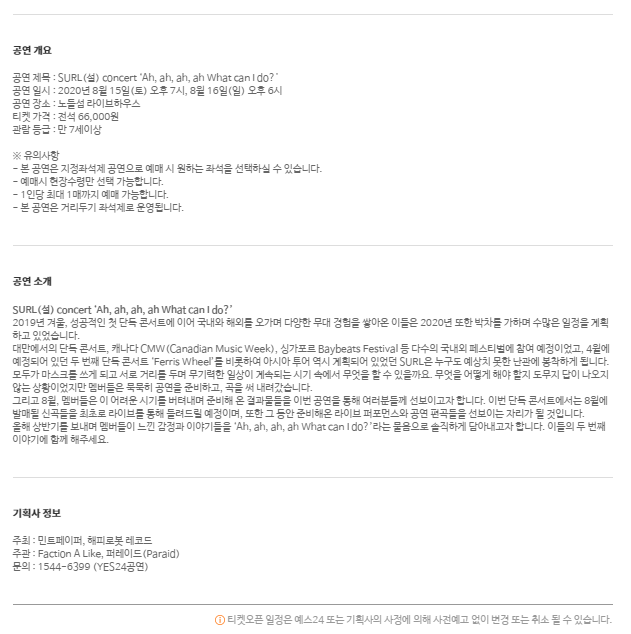 공연 개요
공연 제목 : SURL(설) concert 'Ah, ah, ah, ah What can I do?'
공연 일시 : 2020년 8월 15일(토) 오후 7시, 8월 16일(일) 오후 6시
공연 장소 : 노들섬 라이브하우스
티켓 가격 : 전석 66,000원
관람 등급 : 만 7세이상
※ 유의사항
- 본 공연은 지정좌석제 공연으로 예매 시 원하는 좌석을 선택하실 수 있습니다.
- 예매시 현장수령만 선택 가능합니다.
- 1인당 최대 1매까지 예매 가능합니다.
- 본 공연은 거리두기 좌석제로 운영됩니다.
공연 소개
SURL(설) concert 'Ah, ah, ah, ah What can I do?'
2019년 겨울, 성공적인 첫 단독 콘서트에 이어 국내와 해외를 오가며 다양한 무대 경험을 쌓아온 이들은 2020년 또한 박차를 가하며 수많은 일정을 계획
하고 있었습니다.
대만에서의 단독 콘서트, 캐나다 CMW(Canadian Music Week), 싱가포르 Baybeats Festival 등 다수의 국내외 페스티벌에 참여 예정이었고, 4월에
예정되어 있던 두 번째 단독 콘서트 'Ferris Wheel'를 비롯하여 아시아 투어 역시 계획되어 있었던 SURL은 누구도 예상치 못한 난관에 봉착하게 됩니다.
모두가 마스크를 쓰게 되고 서로 거리를 두며 무기력한 일상이 계속되는 시기 속에서 무엇을 할 수 있을까요. 무엇을 어떻게 해야 할지 도무지 답이 나오지
않는 상황이었지만 멤버들은 묵묵히 공연을 준비하고, 곡을 써 내려갔습니다.
그리고 8월, 멤버들은 이 어려운 시기를 버텨내며 준비해 온 결과물들을 이번 공연을 통해 여러분들께 선보이고자 합니다. 이번 단독 콘서트에서는 8월에
발매될 신곡들을 최초로 라이브를 통해 들려드릴 예정이며, 또한 그 동안 준비해온 라이브 퍼포먼스와 공연 편곡들을 선보이는 자리가 될 것입니다.
올해 상반기를 보내며 멤버들이 느낀 감정과 이야기들을 'Ah, ah, ah, ah What can I do?'라는 물음으로 솔직하게 담아내고자 합니다. 이들의 두 번째
이야기에 함께 해주세요.
기획사 정보
주최 : 민트페이퍼, 해피로봇 레코드
주관 : Faction A Like, 퍼레이드(Paraid)
문의 : 1544-6399 (YES24공연)
티켓오픈 일정은 예스24 또는 기획사의 사정에 의해 사전예고 없이 변경 또는 취소 될 수 있습니다.